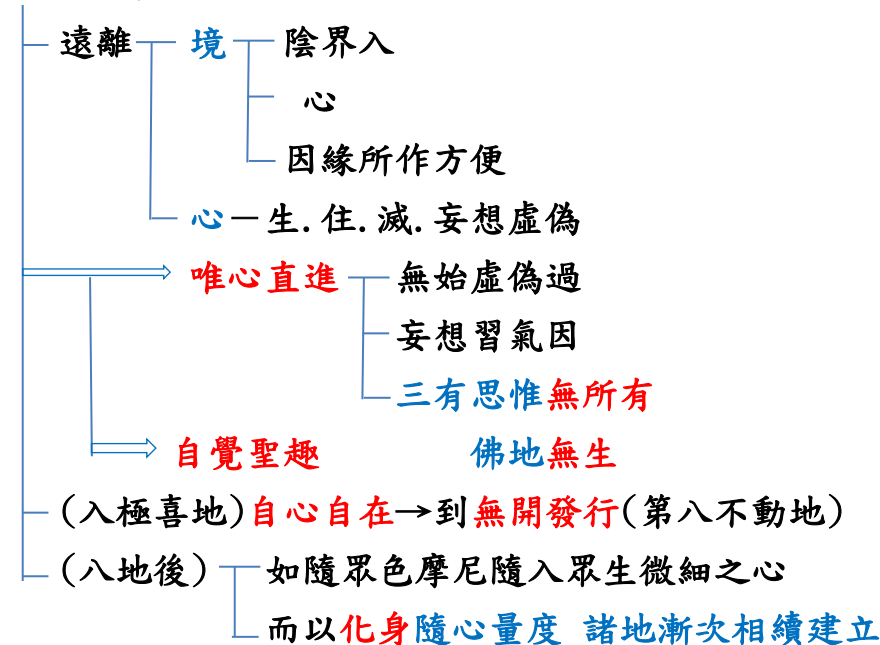 遠離 境 陰界入
心
因緣所作方便
心－生.住.滅.妄想虛偽
唯心直進 無始虛偽過
妄想習氣因
三有思惟無所有
自覺聖趣 佛地無生
(入極喜地)自心自在→到無開發行(第八不動地)
(八地後) 如隨眾色摩尼隨入眾生微細之心
而以化身隨心量度 諸地漸次相續建立